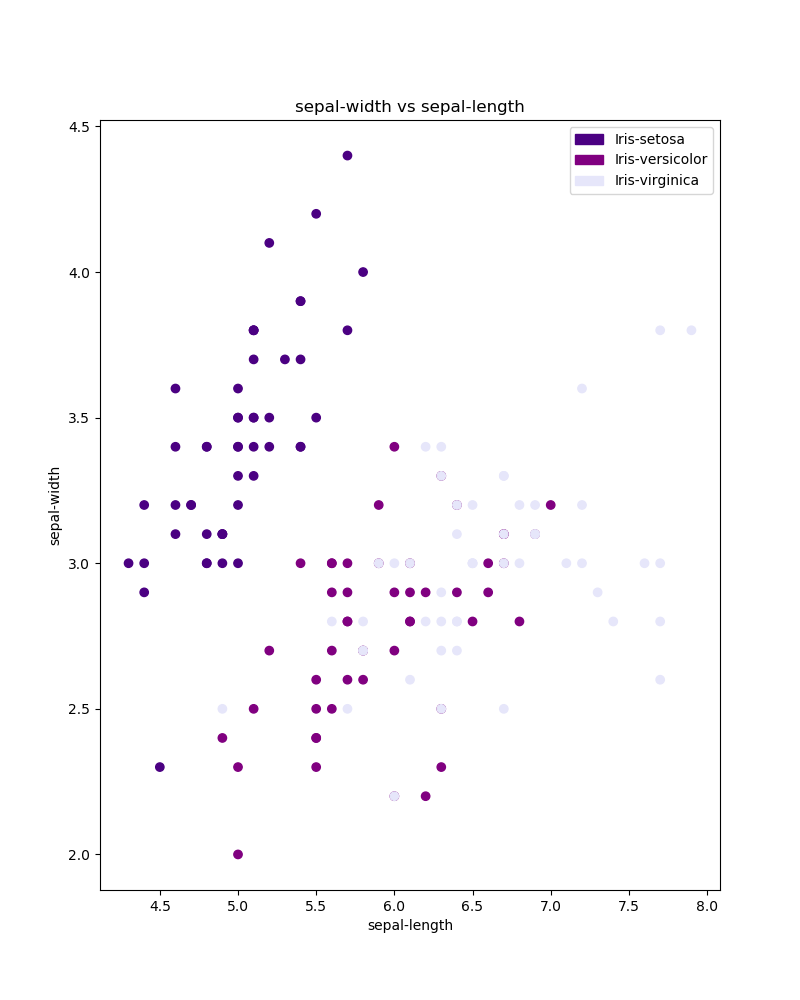 sepal-width vs sepal-length
Iris-setosa
Iris-versicolor
Iris-virginica
4.5
4.0
3.5
3.0
2.5
2.0
sepal-width
4.5 5.0 5.5 6.0 6.5 7.0 7.5 8.0
sepal-length